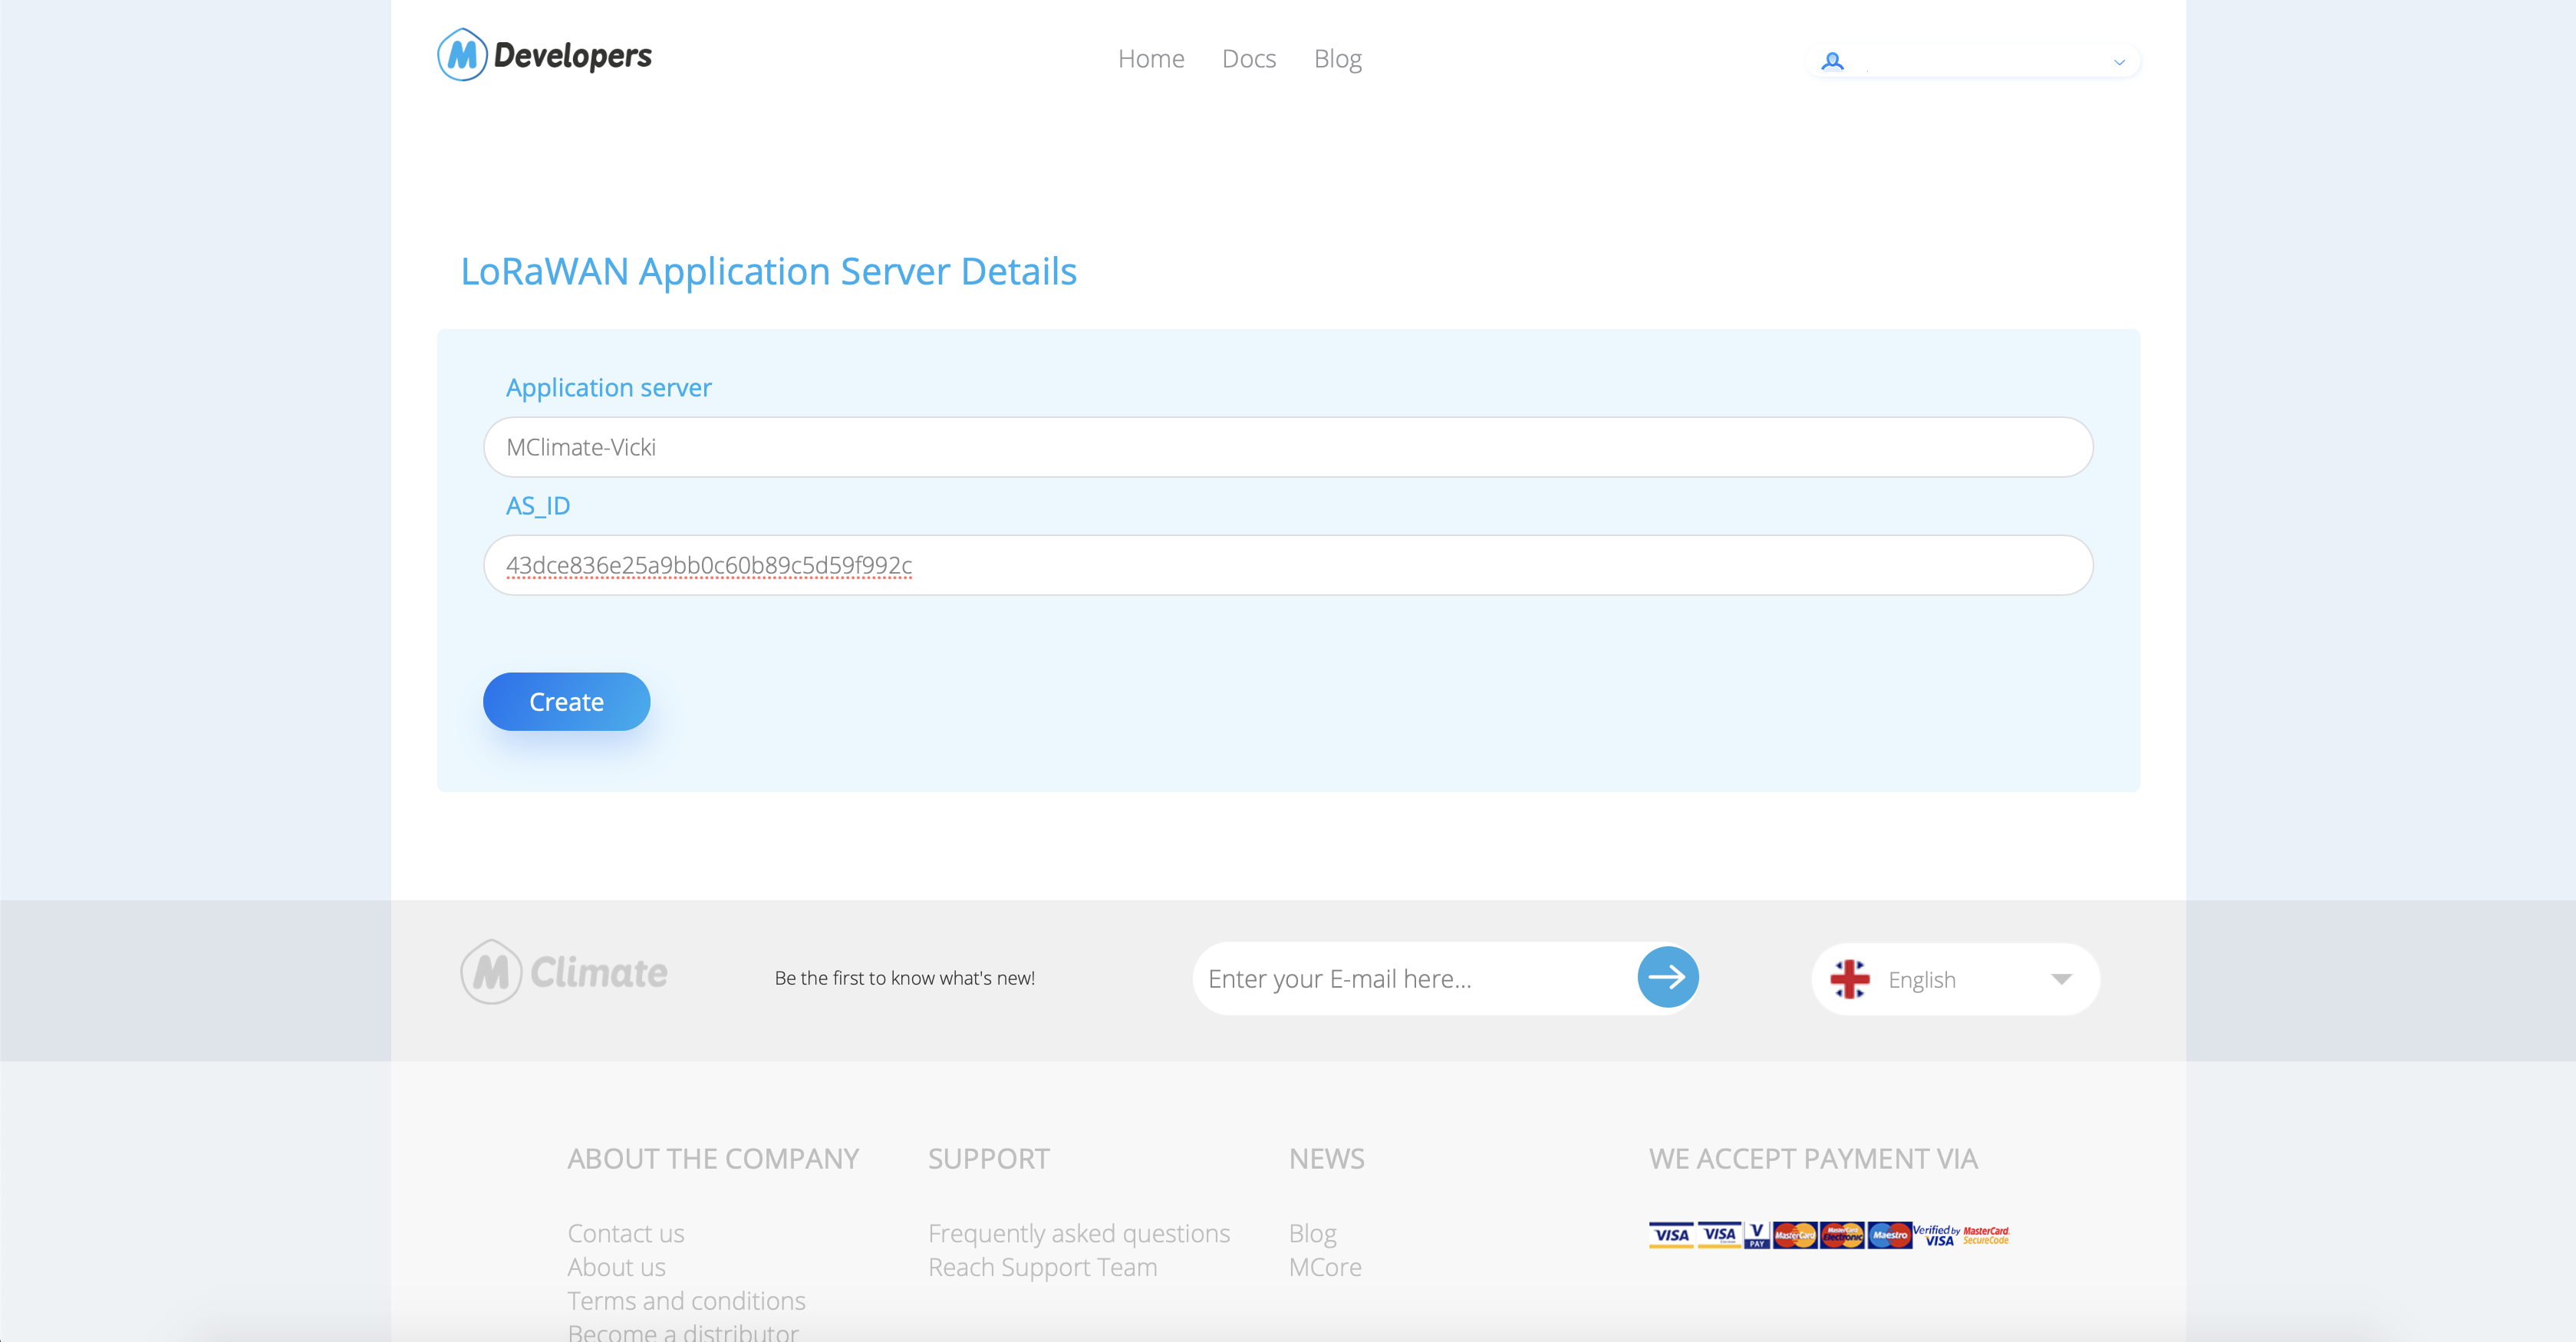 M Developers
Home Docs Blog
LoRaWAN Application Server Details
Application server
MClimate-Vicki
AS_ID
43dce836e25a9bb0c60b89c5d59f992c
Create
M Climate
Be the first to know what's new!
Enter your E-mail here...
English
ABOUT THE COMPANY
Contact us
About us
Terms and conditions
Become a distributor
SUPPORT
Frequently asked questions
Reach Support Team
NEWS
Blog
MCore
WE ACCEPT PAYMENT VIA
VISA VISA V PAY MasterCard MasterCard Electronic Maestro Verified by VISA MasterCard. SecureCode